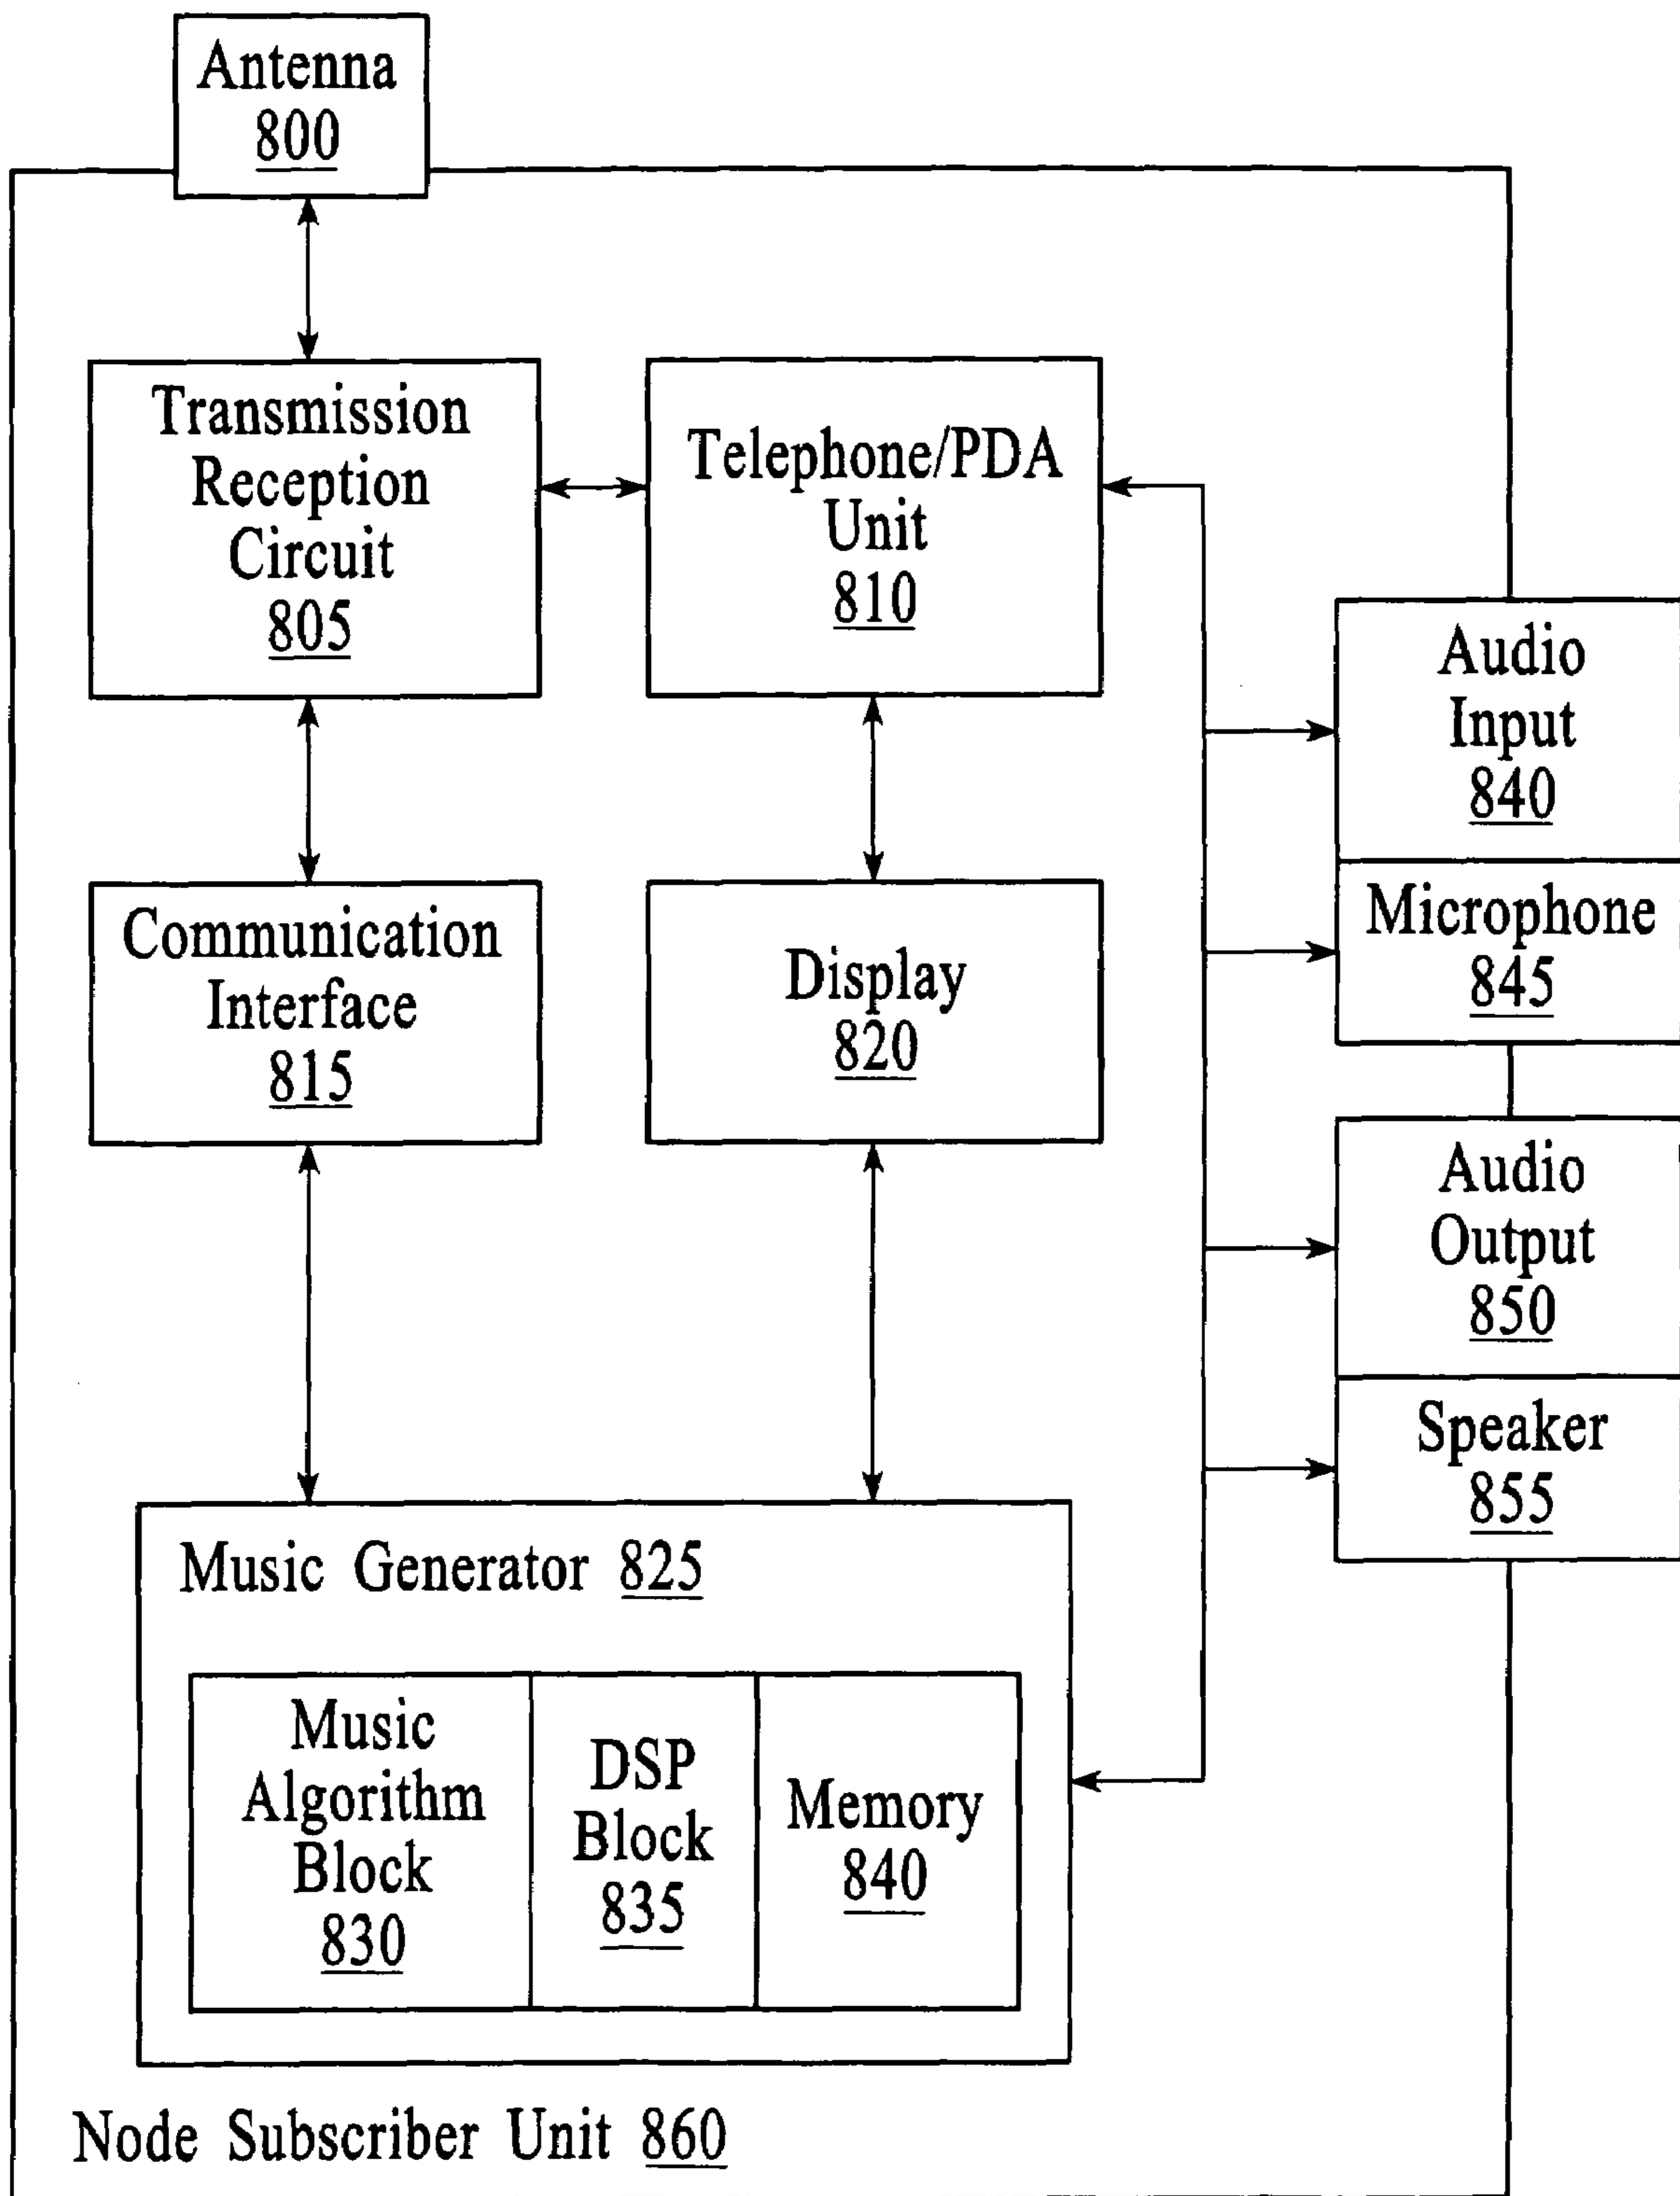 Antenna
800
Transmission
Reception
Circuit
805
Telephone/PDA
Unit
810
Audio
Input
840
Microphone
845
Communication
Interface
815
Display
820
Audio
Output
850
Speaker
855
Music Generator 825
Music
Algorithm
Block
830
DSP
Block
835
Memory
840
Node Subscriber Unit 860